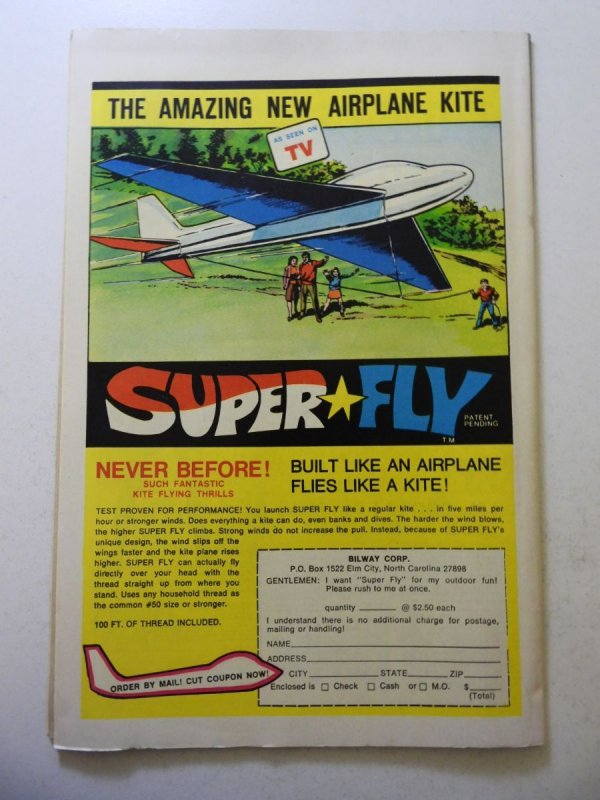 THE AMAZING NEW AIRPLANE KITE
AS SEEN ON
TV
SUPER★FLY
PATENT
PENDING
TM
NEVER BEFORE!
SUCH FANTASTIC
KITE FLYING THRILLS
BUILT LIKE AN AIRPLANE
FLIES LIKE A KITE!
TEST PROVEN FOR PERFORMANCE! You launch SUPER FLY like a regular kite . . . in five miles per
hour or stronger winds. Does everything a kite can do, even banks and dives. The harder the wind blows,
the higher SUPER FLY climbs. Strong winds do not increase the pull. Instead, because of SUPER FLY's
unique design, the wind slips off the
wings faster and the kite plane rises
higher. SUPER FLY can actually fly
directly over your head with the
thread straight up from where you
stand. Uses any household thread as
the common #50 size or stronger.
100 FT. OF THREAD INCLUDED.
ORDER BY MAIL! CUT COUPON NOW!
BILWAY CORP.
P.O. Box 1522 Elm City, North Carolina 27898
GENTLEMEN: I want "Super Fly" for my outdoor fun!
Please rush to me at once.
quantity ________ @ $2.50 each
I understand there is no additional charge for postage,
mailing or handling!
NAME________
ADDRESS________
CITY________ STATE________ ZIP________
Enclosed is □ Check □ Cash or □ M.O. $________
(Total)